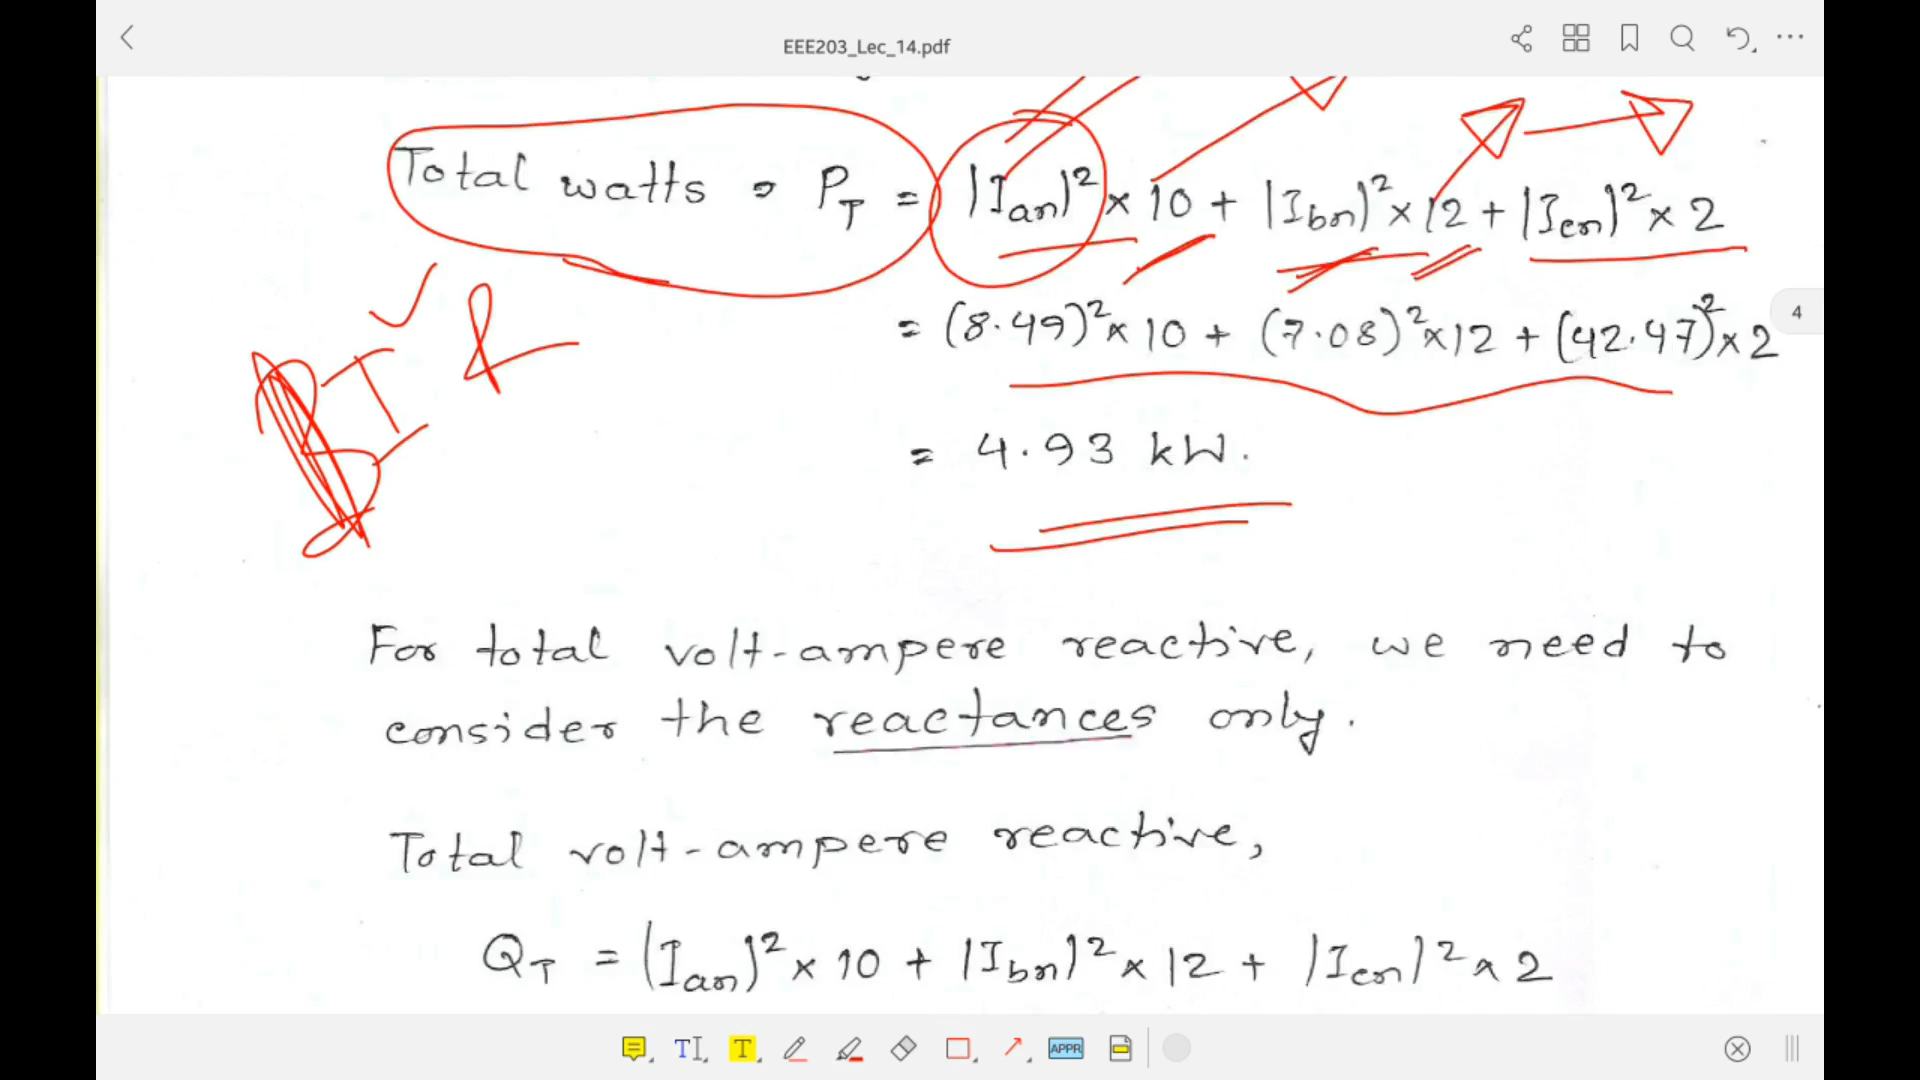 EEE203_Lec_14.pdf
Total watts = P_T = |I_an|² × 10 + |I_bn|² × 12 + |I_cn|² × 2
= (8.49)² × 10 + (7.08)² × 12 + (42.47)² × 2
4
= 4.93 kW.
For total volt-ampere reactive, we need to
consider the reactances only.
Total volt-ampere reactive,
Q_T = |I_an|² × 10 + |I_bn|² × 12 + |I_cn|² × 2
T T APPR